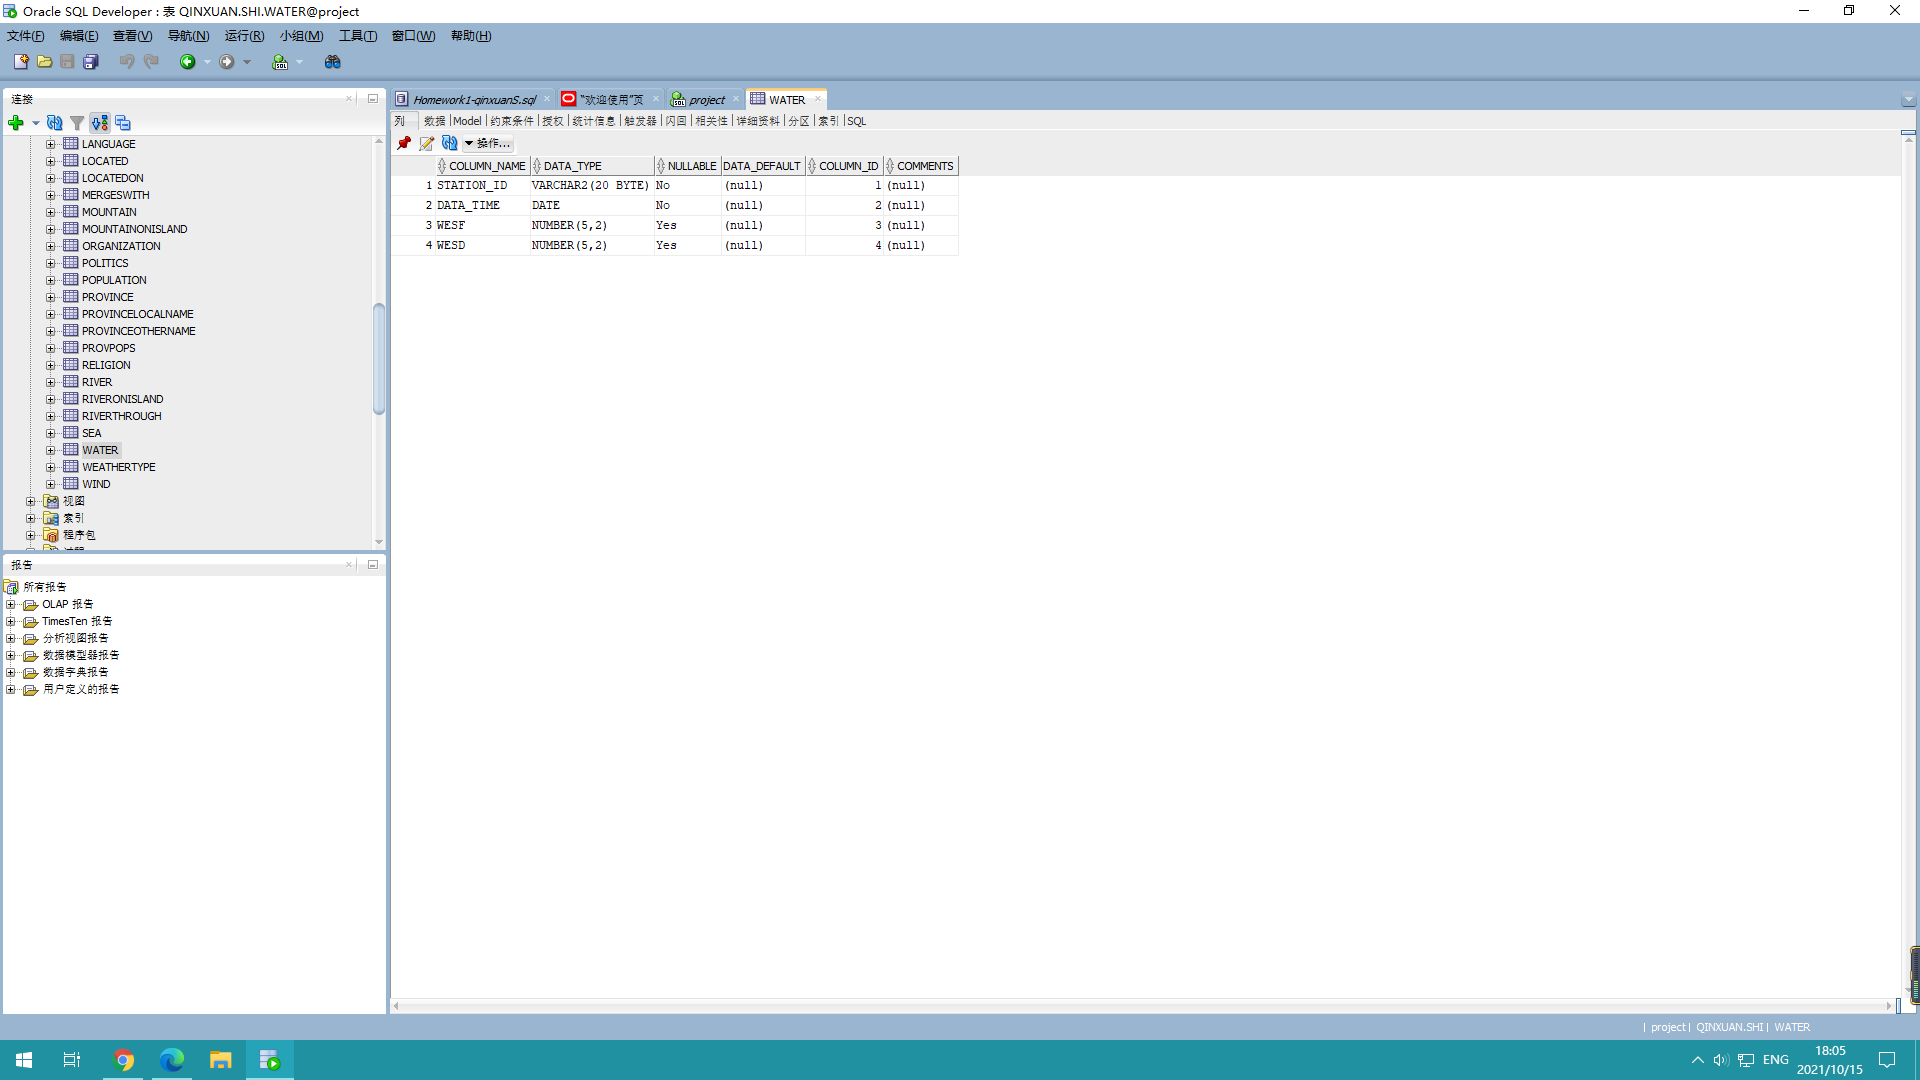 Oracle SQL Developer : 表 QINXUAN.SHI.WATER@project
文件(F) 编辑(E) 查看(V) 导航(N) 运行(R) 小组(M) 工具(T) 窗口(W) 帮助(H)
连接
LANGUAGE
LOCATED
LOCATEDON
MERGESWITH
MOUNTAIN
MOUNTAINONISLAND
ORGANIZATION
POLITICS
POPULATION
PROVINCE
PROVINCELOCALNAME
PROVINCEOTHERNAME
PROVPOPS
RELIGION
RIVER
RIVERONISLAND
RIVERTHROUGH
SEA
WATER
WEATHERTYPE
WIND
视图
索引
程序包
报告
所有报告
OLAP 报告
TimesTen 报告
分析视图报告
数据模型器报告
数据字典报告
用户定义的报告
Homework1-qinxuanS.sql "欢迎使用"页 project WATER
列 数据 Model 约束条件 授权 统计信息 触发器 闪回 相关性 详细资料 分区 索引 SQL
操作...
COLUMN_NAME DATA_TYPE NULLABLE DATA_DEFAULT COLUMN_ID COMMENTS
1 STATION_ID VARCHAR2(20 BYTE) No (null) 1 (null)
2 DATA_TIME DATE No (null) 2 (null)
3 WESF NUMBER(5,2) Yes (null) 3 (null)
4 WESD NUMBER(5,2) Yes (null) 4 (null)
| project | QINXUAN.SHI | WATER
ENG
18:05
2021/10/15